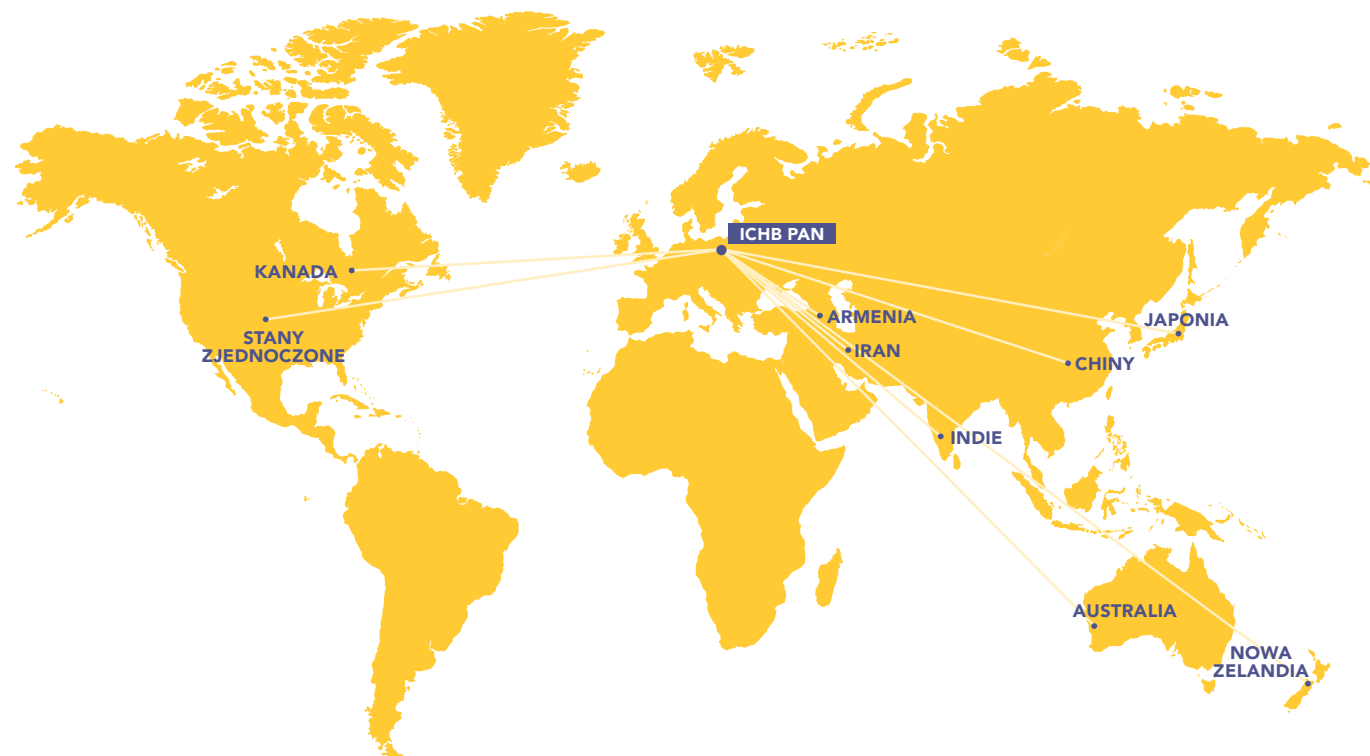 ICHB PAN
KANADA
STANY
ZJEDNOCZONE
ARMENIA
JAPONIA
IRAN
CHINY
INDIE
AUSTRALIA
NOWA
ZELANDIA